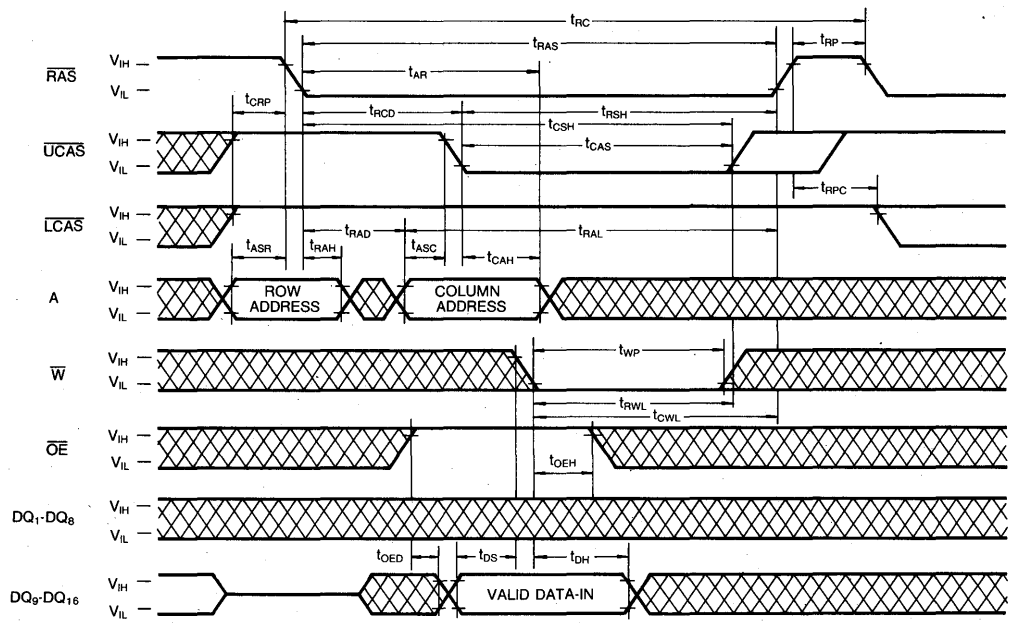 tRC
tRAS
tRP
RAS
VIH
VIL
tAR
tCRP
tRCD
tRSH
tCSH
UCAS
VIH
VIL
tCAS
tRPC
LCAS
VIH
VIL
tRAD
tRAL
tASR
tRAH
tASC
tCAH
A
VIH
VIL
ROW
ADDRESS
COLUMN
ADDRESS
W
VIH
VIL
tWP
tRWL
tCWL
OE
VIH
VIL
tOEH
DQ1-DQ8
VIH
VIL
tOED
tDS
tDH
DQ9-DQ16
VIH
VIL
VALID DATA-IN